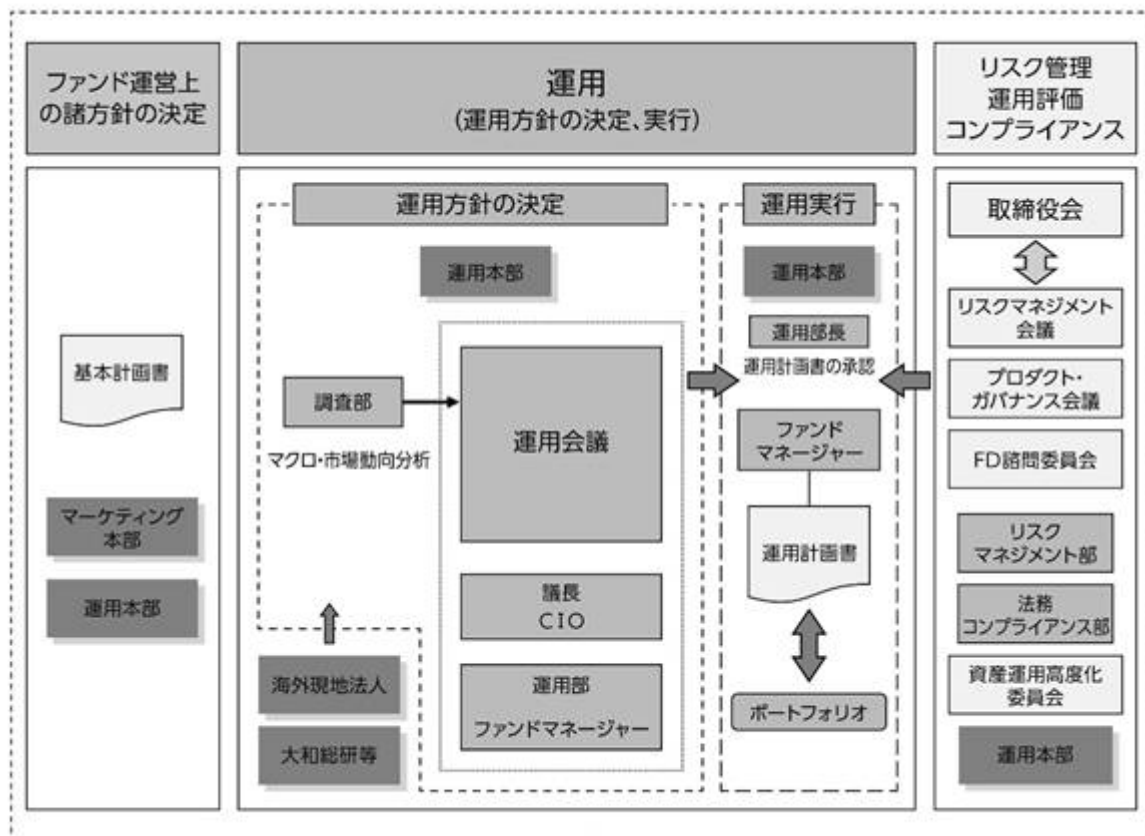 ファンド運営上
の諸方針の決定
運用
(運用方針の決定、実行)
リスク管理
運用評価
コンプライアンス
基本計画書
マーケティング
本部
運用本部
運用方針の決定
運用本部
調査部
マクロ・市場動向分析
運用会議
議長
CIO
運用部
ファンドマネージャー
海外現地法人
大和総研等
運用実行
運用本部
運用部長
運用計画書の承認
ファンド
マネージャー
運用計画書
ポートフォリオ
取締役会
リスクマネジメント
会議
プロダクト・
ガバナンス会議
FD諮問委員会
リスク
マネジメント部
法務
コンプライアンス部
資産運用高度化
委員会
運用本部